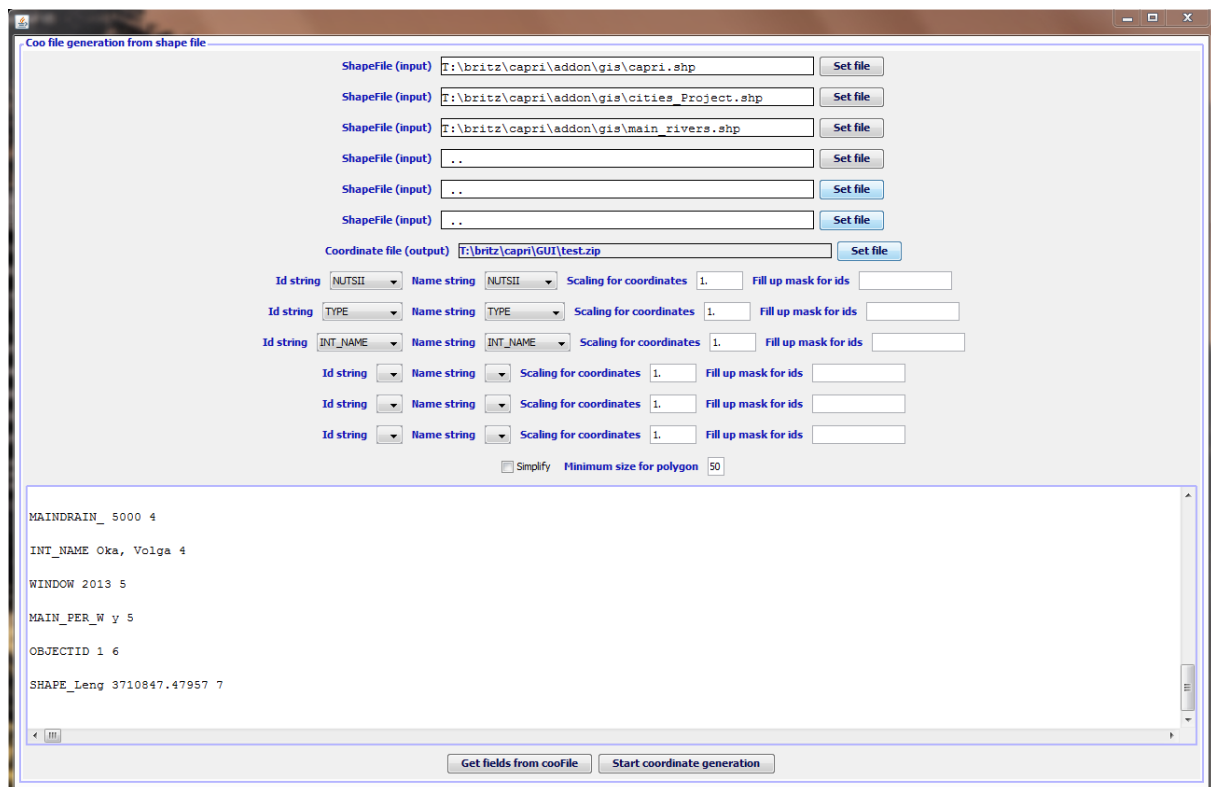 Coo file generation from shape file
ShapeFile (input) T:\britz\capri\addon\gis\capri.shp Set file
ShapeFile (input) T:\britz\capri\addon\gis\cities_Project.shp Set file
ShapeFile (input) T:\britz\capri\addon\gis\main_rivers.shp Set file
ShapeFile (input) .. Set file
ShapeFile (input) .. Set file
ShapeFile (input) .. Set file
Coordinate file (output) T:\britz\capri\GUI\test.zip Set file
Id string NUTSII Name string NUTSII Scaling for coordinates 1. Fill up mask for ids
Id string TYPE Name string TYPE Scaling for coordinates 1. Fill up mask for ids
Id string INT_NAME Name string INT_NAME Scaling for coordinates 1. Fill up mask for ids
Id string Name string Scaling for coordinates 1. Fill up mask for ids
Id string Name string Scaling for coordinates 1. Fill up mask for ids
Id string Name string Scaling for coordinates 1. Fill up mask for ids
Simplify Minimum size for polygon 50
MAINDRAIN_ 5000 4
INT_NAME Oka, Volga 4
WINDOW 2013 5
MAIN_PER_W y 5
OBJECTID 1 6
SHAPE_Leng 3710847.47957 7
Get fields from cooFile Start coordinate generation